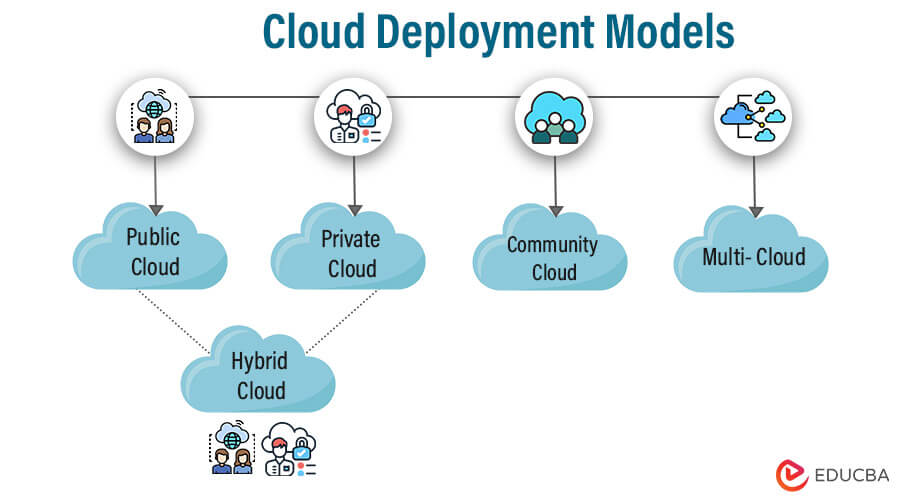 Cloud Deployment Models
Public
Cloud
Private
Cloud
Community
Cloud
Multi- Cloud
Hybrid
Cloud
EDUCBA